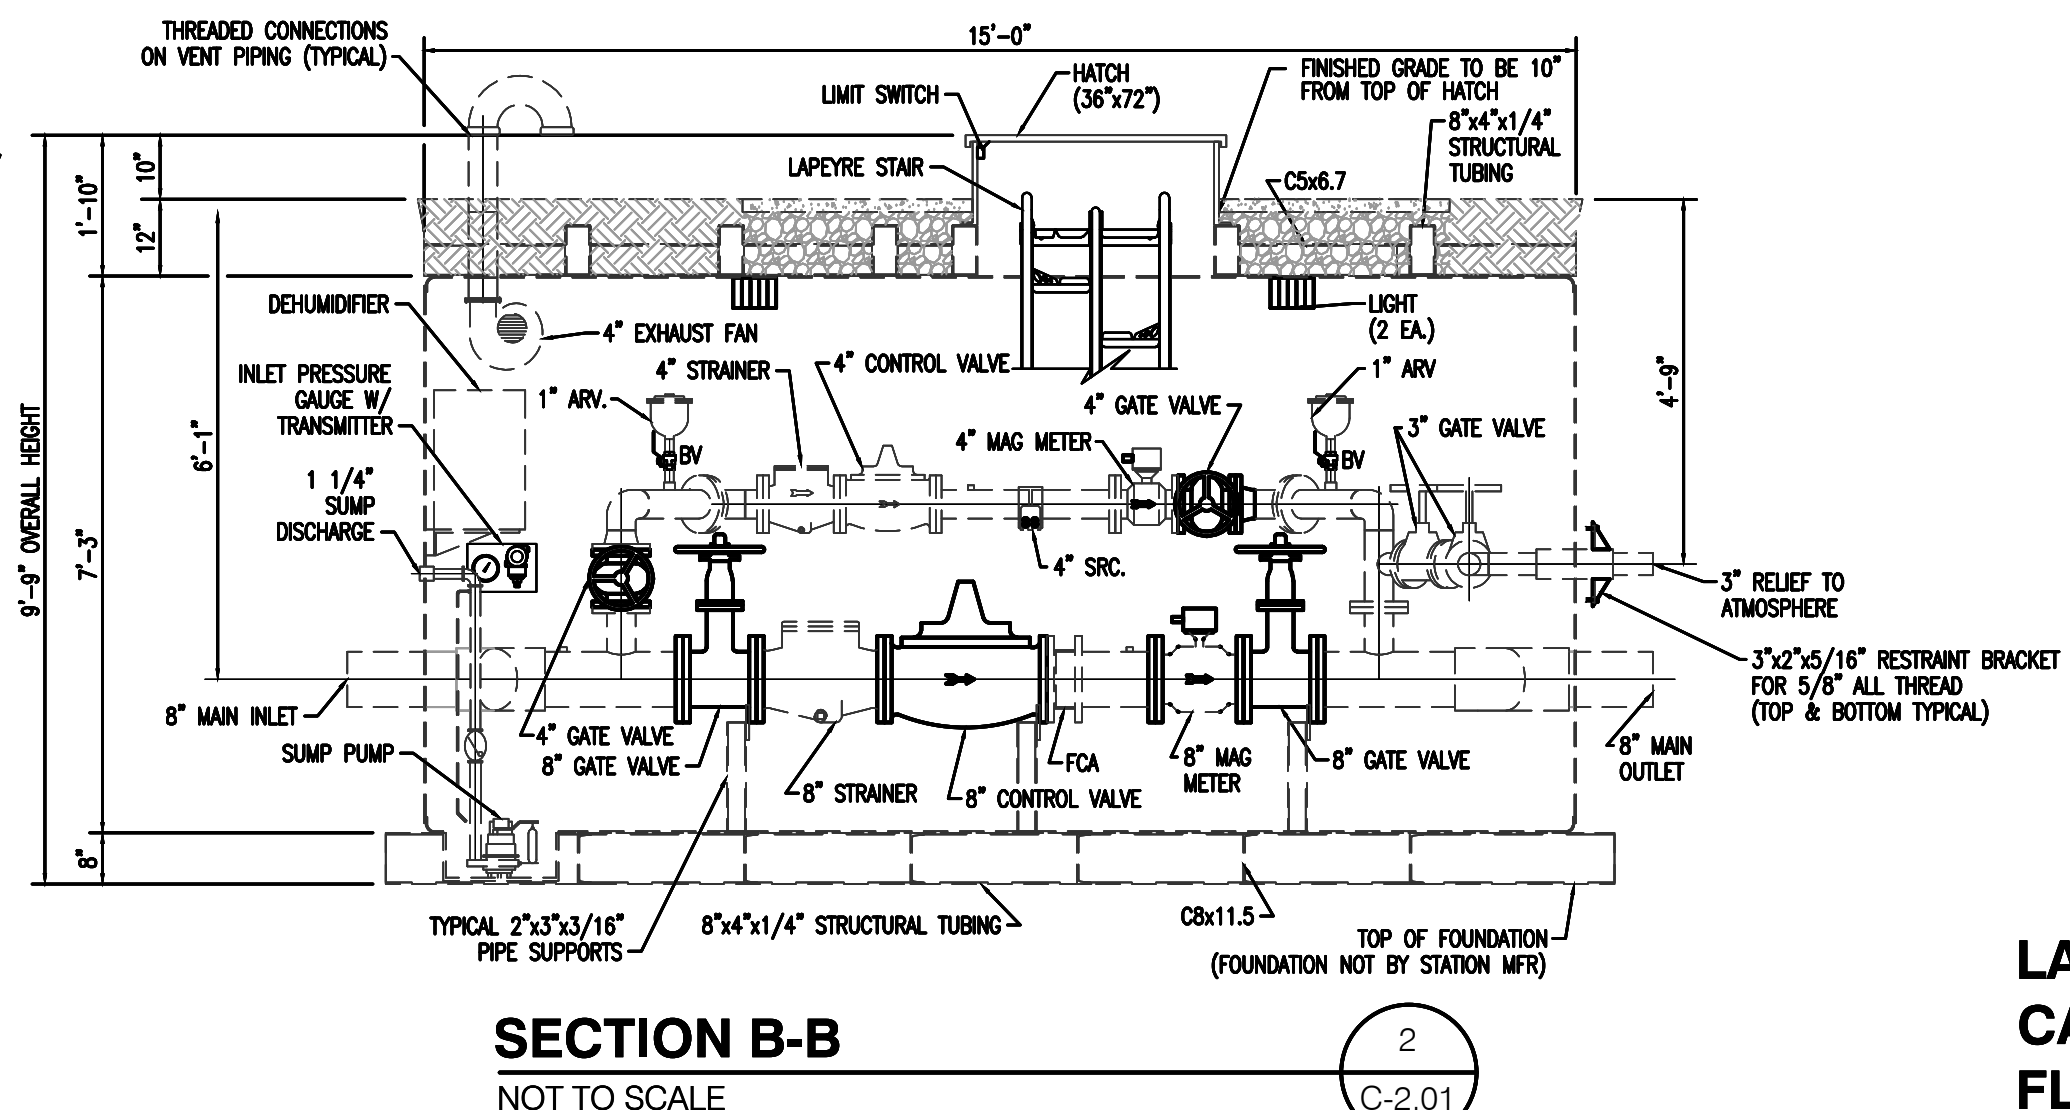 THREADED CONNECTIONS
ON VENT PIPING (TYPICAL)
15'-0"
LIMIT SWITCH
HATCH
(36"x72")
FINISHED GRADE TO BE 10"
FROM TOP OF HATCH
8"x4"x1/4"
STRUCTURAL
TUBING
LAPEYRE STAIR
C5x6.7
10"
1'-10"
12"
DEHUMIDIFIER
4" EXHAUST FAN
LIGHT
(2 EA.)
INLET PRESSURE
GAUGE W/
TRANSMITTER
4" STRAINER
4" CONTROL VALVE
1" ARV.
1" ARV
4" GATE VALVE
4" MAG METER
3" GATE VALVE
4'-9"
BV
BV
9'-9" OVERALL HEIGHT
6'-1"
7'-3"
1 1/4"
SUMP
DISCHARGE
4" SRC.
3" RELIEF TO
ATMOSPHERE
3"x2"x5/16" RESTRAINT BRACKET
FOR 5/8" ALL THREAD
(TOP & BOTTOM TYPICAL)
8" MAIN INLET
SUMP PUMP
4" GATE VALVE
8" GATE VALVE
8" STRAINER
8" CONTROL VALVE
FCA
8" MAG
METER
8" GATE VALVE
8" MAIN
OUTLET
8"
TYPICAL 2"x3"x3/16"
PIPE SUPPORTS
8"x4"x1/4" STRUCTURAL TUBING
C8x11.5
TOP OF FOUNDATION
(FOUNDATION NOT BY STATION MFR)
SECTION B-B
NOT TO SCALE
2
C-2.01
LA
CA
FL